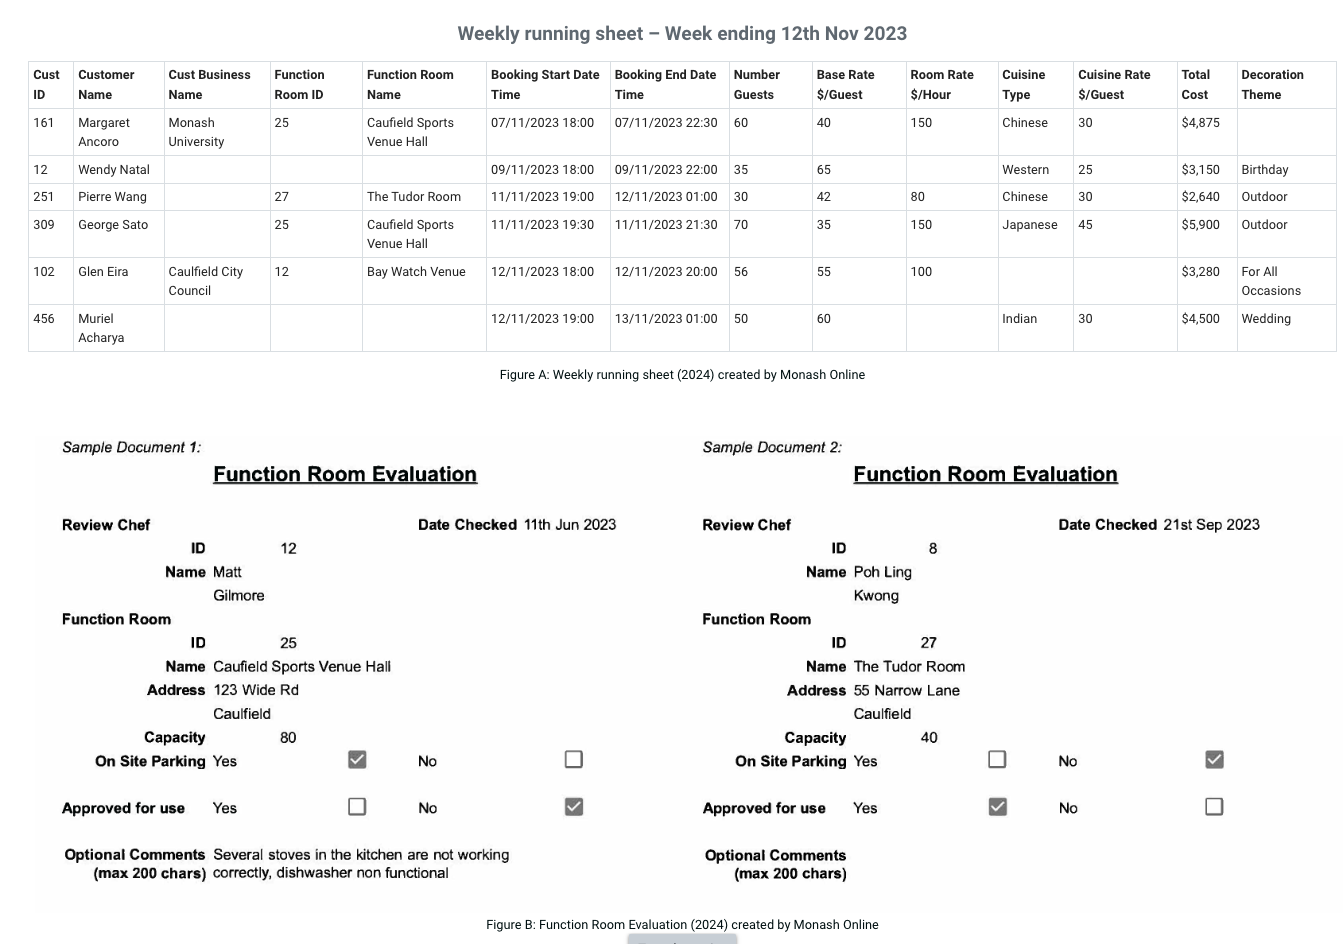 Weekly running sheet – Week ending 12th Nov 2023
Cust ID | Customer Name | Cust Business Name | Function Room ID | Function Room Name | Booking Start Date Time | Booking End Date Time | Number Guests | Base Rate $/Guest | Room Rate $/Hour | Cuisine Type | Cuisine Rate $/Guest | Total Cost | Decoration Theme
161 | Margaret Ancoro | Monash University | 25 | Caufield Sports Venue Hall | 07/11/2023 18:00 | 07/11/2023 22:30 | 60 | 40 | 150 | Chinese | 30 | $4,875 |
12 | Wendy Natal | | | | 09/11/2023 18:00 | 09/11/2023 22:00 | 35 | 65 | | Western | 25 | $3,150 | Birthday
251 | Pierre Wang | | 27 | The Tudor Room | 11/11/2023 19:00 | 12/11/2023 01:00 | 30 | 42 | 80 | Chinese | 30 | $2,640 | Outdoor
309 | George Sato | | 25 | Caufield Sports Venue Hall | 11/11/2023 19:30 | 11/11/2023 21:30 | 70 | 35 | 150 | Japanese | 45 | $5,900 | Outdoor
102 | Glen Eira | Caulfield City Council | 12 | Bay Watch Venue | 12/11/2023 18:00 | 12/11/2023 20:00 | 56 | 55 | 100 | | | $3,280 | For All Occasions
456 | Muriel Acharya | | | | 12/11/2023 19:00 | 13/11/2023 01:00 | 50 | 60 | | Indian | 30 | $4,500 | Wedding
Figure A: Weekly running sheet (2024) created by Monash Online
Sample Document 1:
Function Room Evaluation
Review Chef Date Checked 11th Jun 2023
ID 12
Name Matt
Gilmore
Function Room
ID 25
Name Caufield Sports Venue Hall
Address 123 Wide Rd
Caulfield
Capacity 80
On Site Parking Yes No
Approved for use Yes No
Optional Comments Several stoves in the kitchen are not working
(max 200 chars) correctly, dishwasher non functional
Sample Document 2:
Function Room Evaluation
Review Chef Date Checked 21st Sep 2023
ID 8
Name Poh Ling
Kwong
Function Room
ID 27
Name The Tudor Room
Address 55 Narrow Lane
Caulfield
Capacity 40
On Site Parking Yes No
Approved for use Yes No
Optional Comments
(max 200 chars)
Figure B: Function Room Evaluation (2024) created by Monash Online